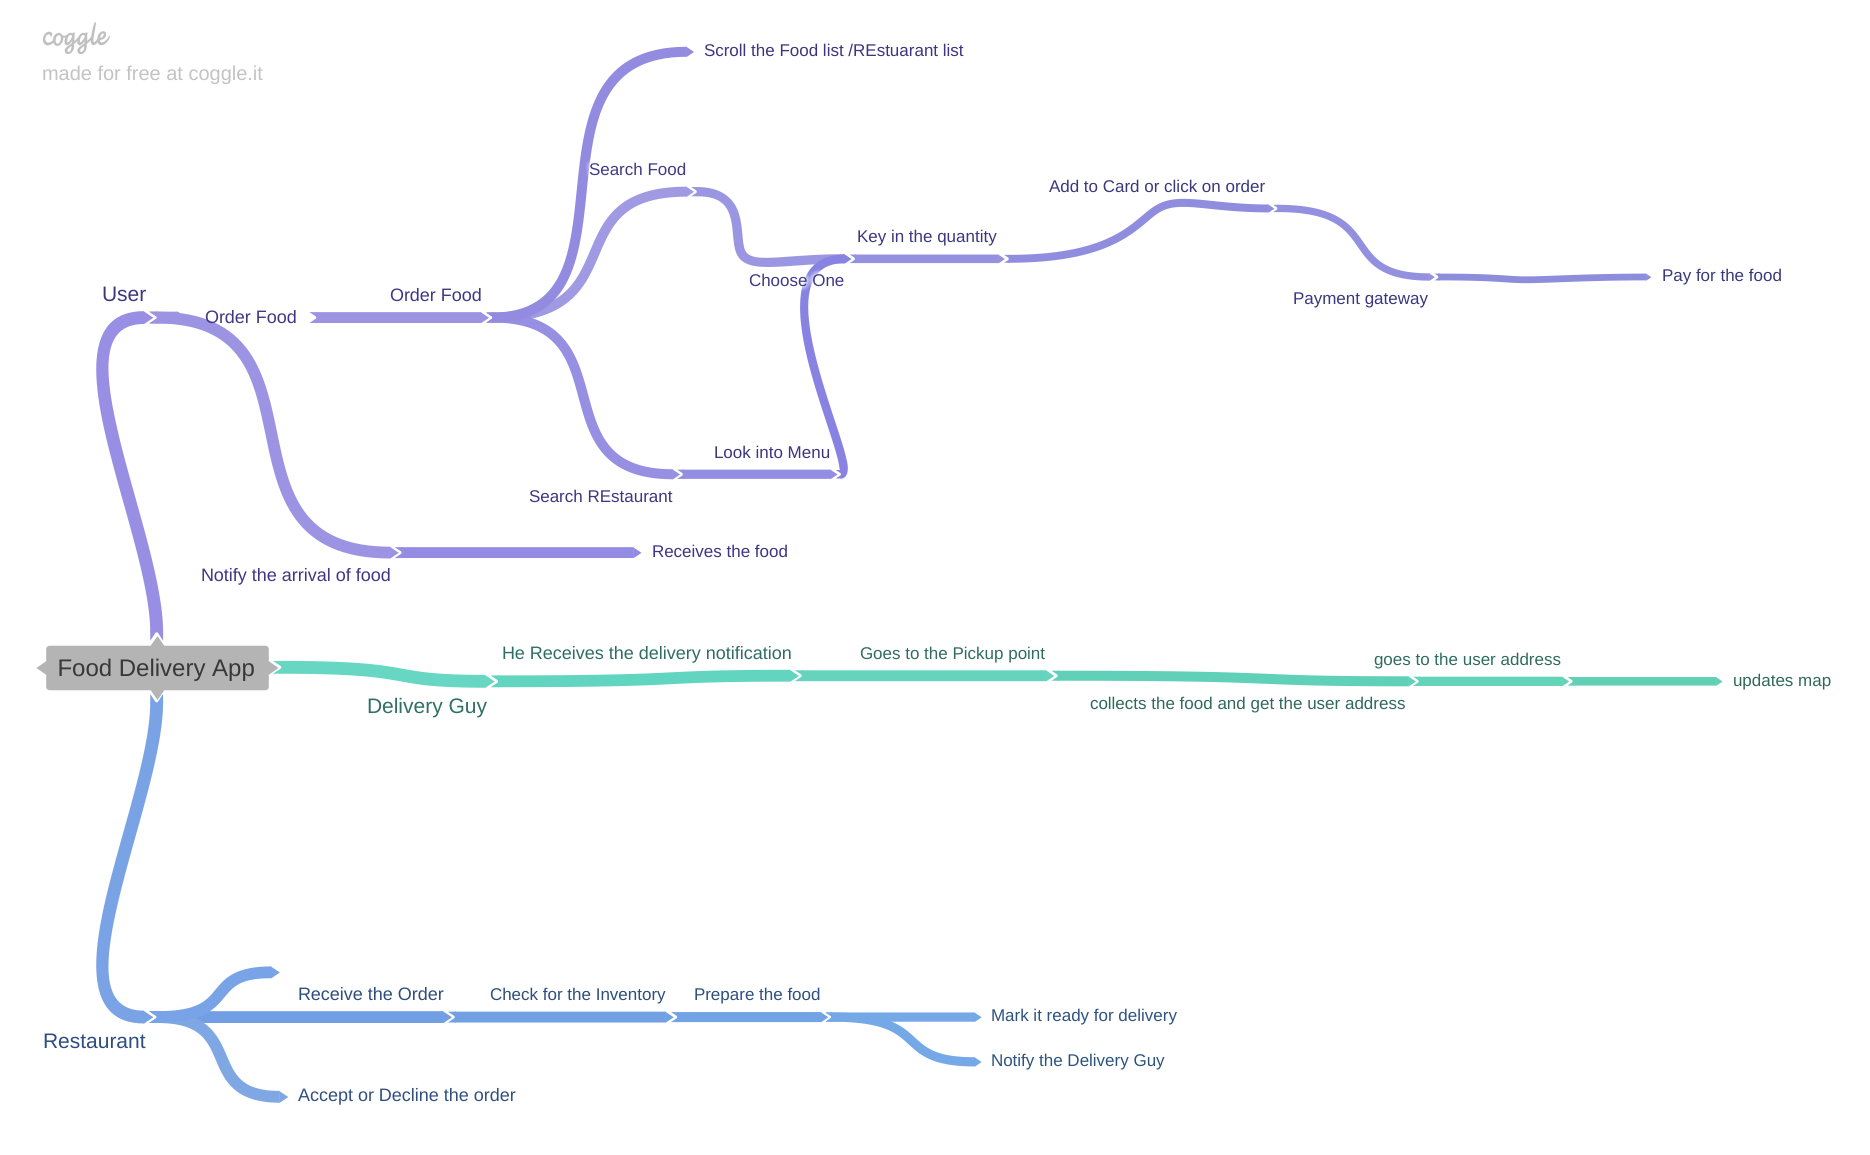 coggle
made for free at coggle.it
Scroll the Food list /REstuarant list
Search Food
Add to Card or click on order
Key in the quantity
Choose One
Pay for the food
Payment gateway
User
Order Food
Order Food
Look into Menu
Search REstaurant
Receives the food
Notify the arrival of food
Food Delivery App
He Receives the delivery notification
Goes to the Pickup point
goes to the user address
updates map
Delivery Guy
collects the food and get the user address
Receive the Order
Check for the Inventory
Prepare the food
Mark it ready for delivery
Restaurant
Notify the Delivery Guy
Accept or Decline the order